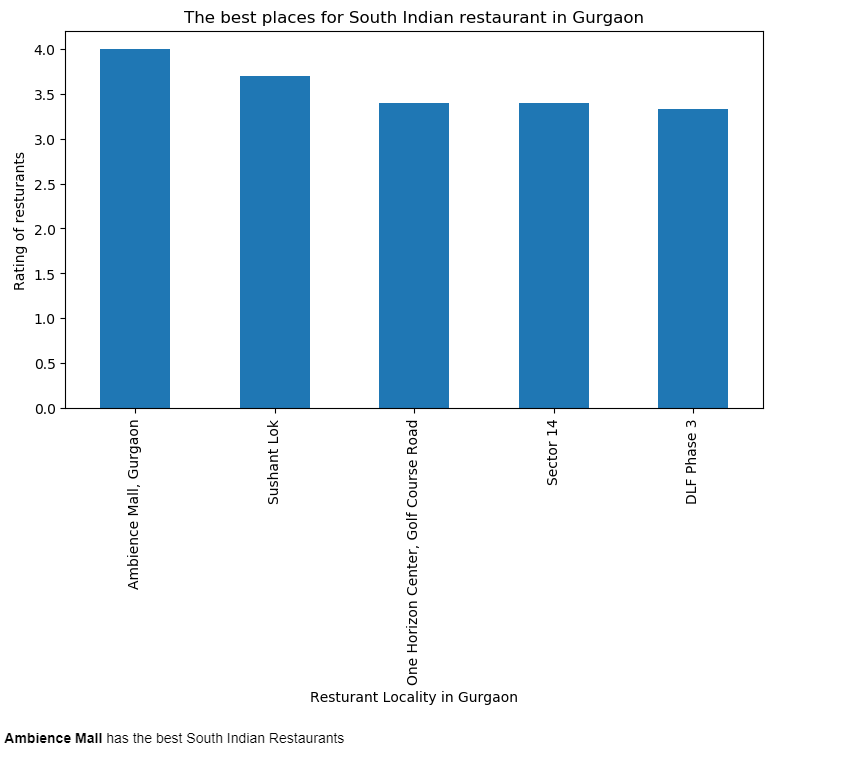 The best places for South Indian restaurant in Gurgaon
Rating of resturants
4.0
3.5
3.0
2.5
2.0
1.5
1.0
0.5
0.0
Ambience Mall, Gurgaon
Sushant Lok
One Horizon Center, Golf Course Road
Sector 14
DLF Phase 3
Resturant Locality in Gurgaon
Ambience Mall has the best South Indian Restaurants